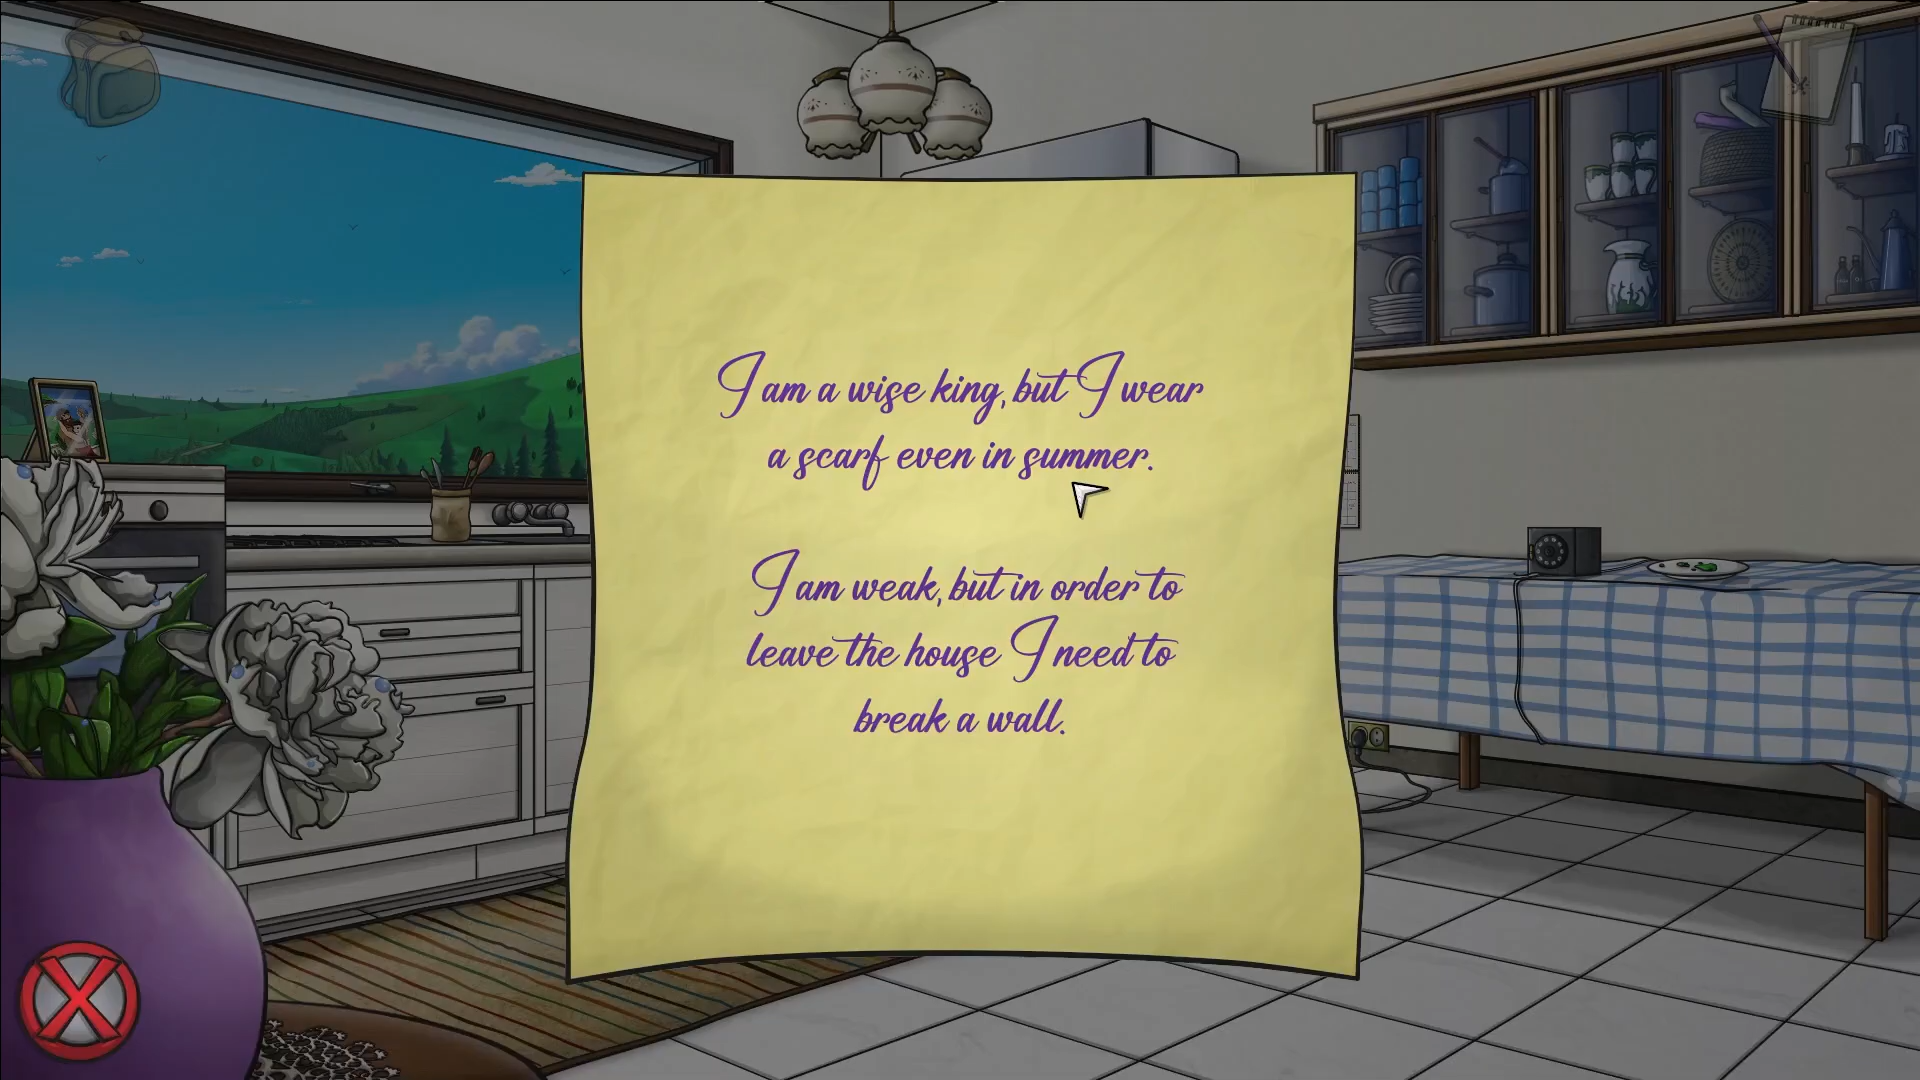 I am a wise king, but I wear
a scarf even in summer.
I am weak, but in order to
leave the house I need to
break a wall.